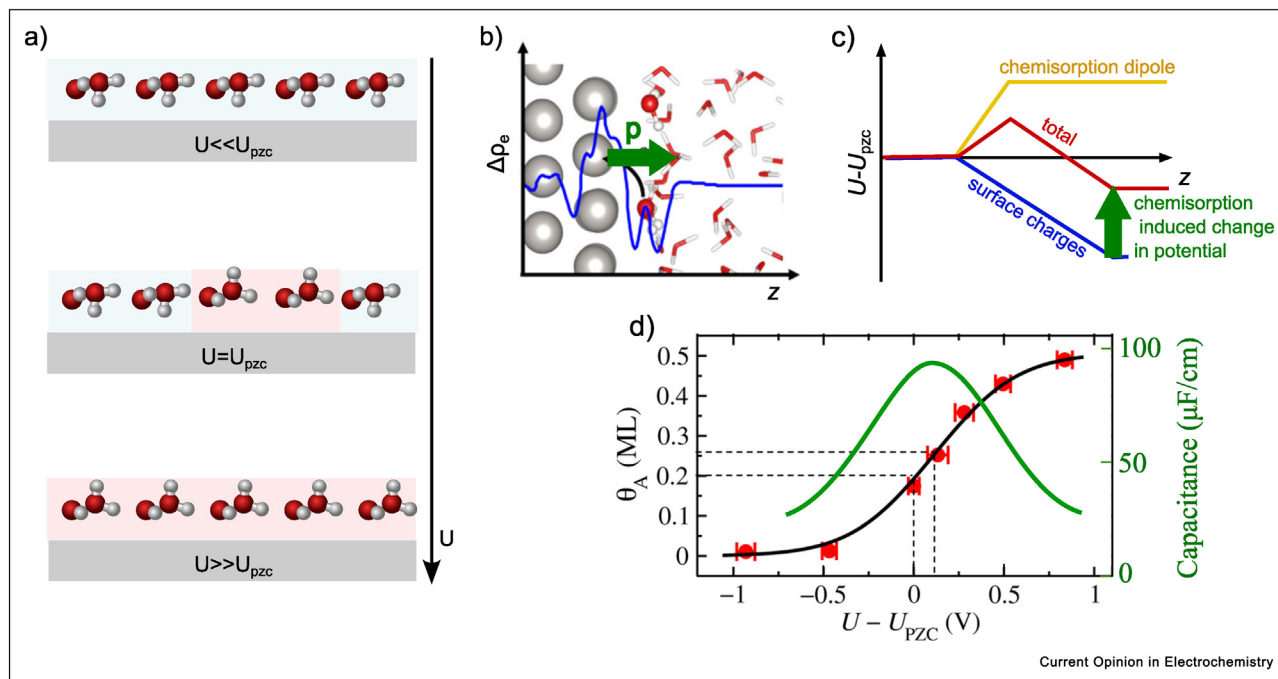 a)
U<<Upzc
U=Upzc
U>>Upzc
U
b)
Δρe
p
z
c)
U-Upzc
chemisorption dipole
total
surface charges
z
chemisorption
induced change
in potential
d)
θA (ML)
0.5
0.4
0.3
0.2
0.1
0
−1
−0.5
0
0.5
1
U − UPZC (V)
100
50
0
Capacitance (μF/cm)
Current Opinion in Electrochemistry